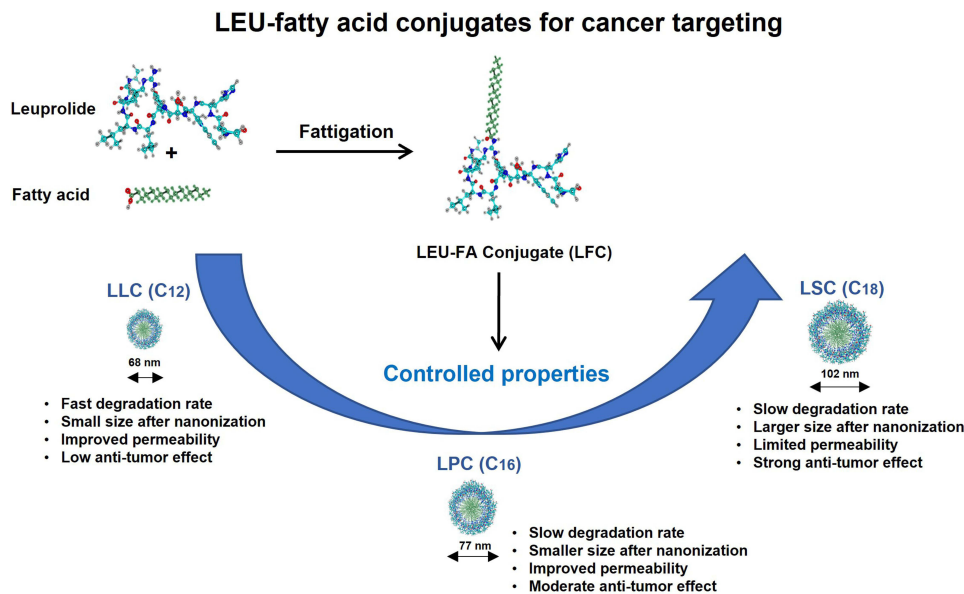 LEU-fatty acid conjugates for cancer targeting
Leuprolide
+
Fatty acid
Fattigation
LEU-FA Conjugate (LFC)
Controlled properties
LLC (C12)
68 nm
• Fast degradation rate
• Small size after nanonization
• Improved permeability
• Low anti-tumor effect
LPC (C16)
77 nm
• Slow degradation rate
• Smaller size after nanonization
• Improved permeability
• Moderate anti-tumor effect
LSC (C18)
102 nm
• Slow degradation rate
• Larger size after nanonization
• Limited permeability
• Strong anti-tumor effect